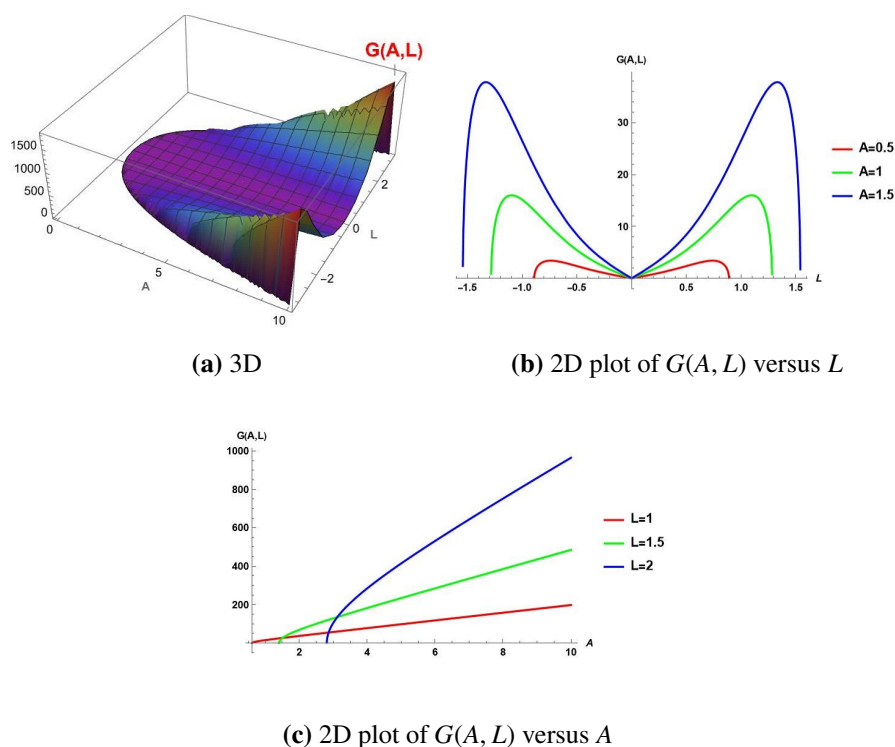 G(A,L)
1500
1000
500
0
0
5
10
A
−2
0
2
L
(a) 3D
G(A,L)
30
20
10
−1.5 −1.0 −0.5 0.5 1.0 1.5 L
A=0.5
A=1
A=1.5
(b) 2D plot of G(A, L) versus L
G(A,L)
1000
800
600
400
200
2 4 6 8 10 A
L=1
L=1.5
L=2
(c) 2D plot of G(A, L) versus A